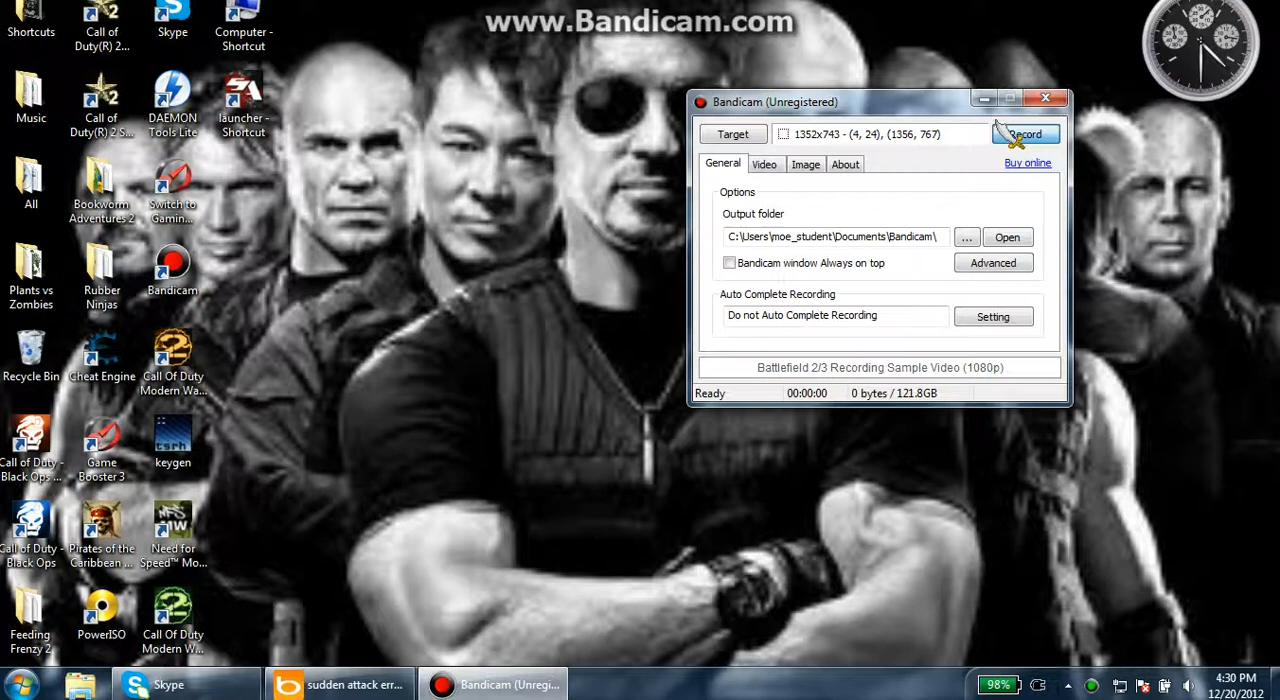 www.Bandicam.com
Shortcuts
Call of
Duty(R) 2...
Skype
Computer -
Shortcut
Music
Call of
Duty(R) 2 S...
DAEMON
Tools Lite
launcher -
Shortcut
All
Bookworm
Adventures 2
Switch to
Gamin...
Plants vs
Zombies
Rubber
Ninjas
Bandicam
Recycle Bin
Cheat Engine
Call Of Duty
Modern Wa...
Call of Duty -
Black Ops ...
Game
Booster 3
tsrh
keygen
Call of Duty -
Black Ops
Pirates of the
Caribbean ...
NFS
MW
Need for
Speed™ Mo...
Feeding
Frenzy 2
PowerISO
Call Of Duty
Modern W...
Bandicam (Unregistered)
Target
1352x743 - (4, 24), (1356, 767)
Record
General
Video
Image
About
Buy online
Options
Output folder
C:\Users\moe_student\Documents\Bandicam\
...
Open
Bandicam window Always on top
Advanced
Auto Complete Recording
Do not Auto Complete Recording
Setting
Battlefield 2/3 Recording Sample Video (1080p)
Ready
00:00:00
0 bytes / 121.8GB
Skype
sudden attack err...
Bandicam (Unregi...
98%
4:30 PM
12/20/2012